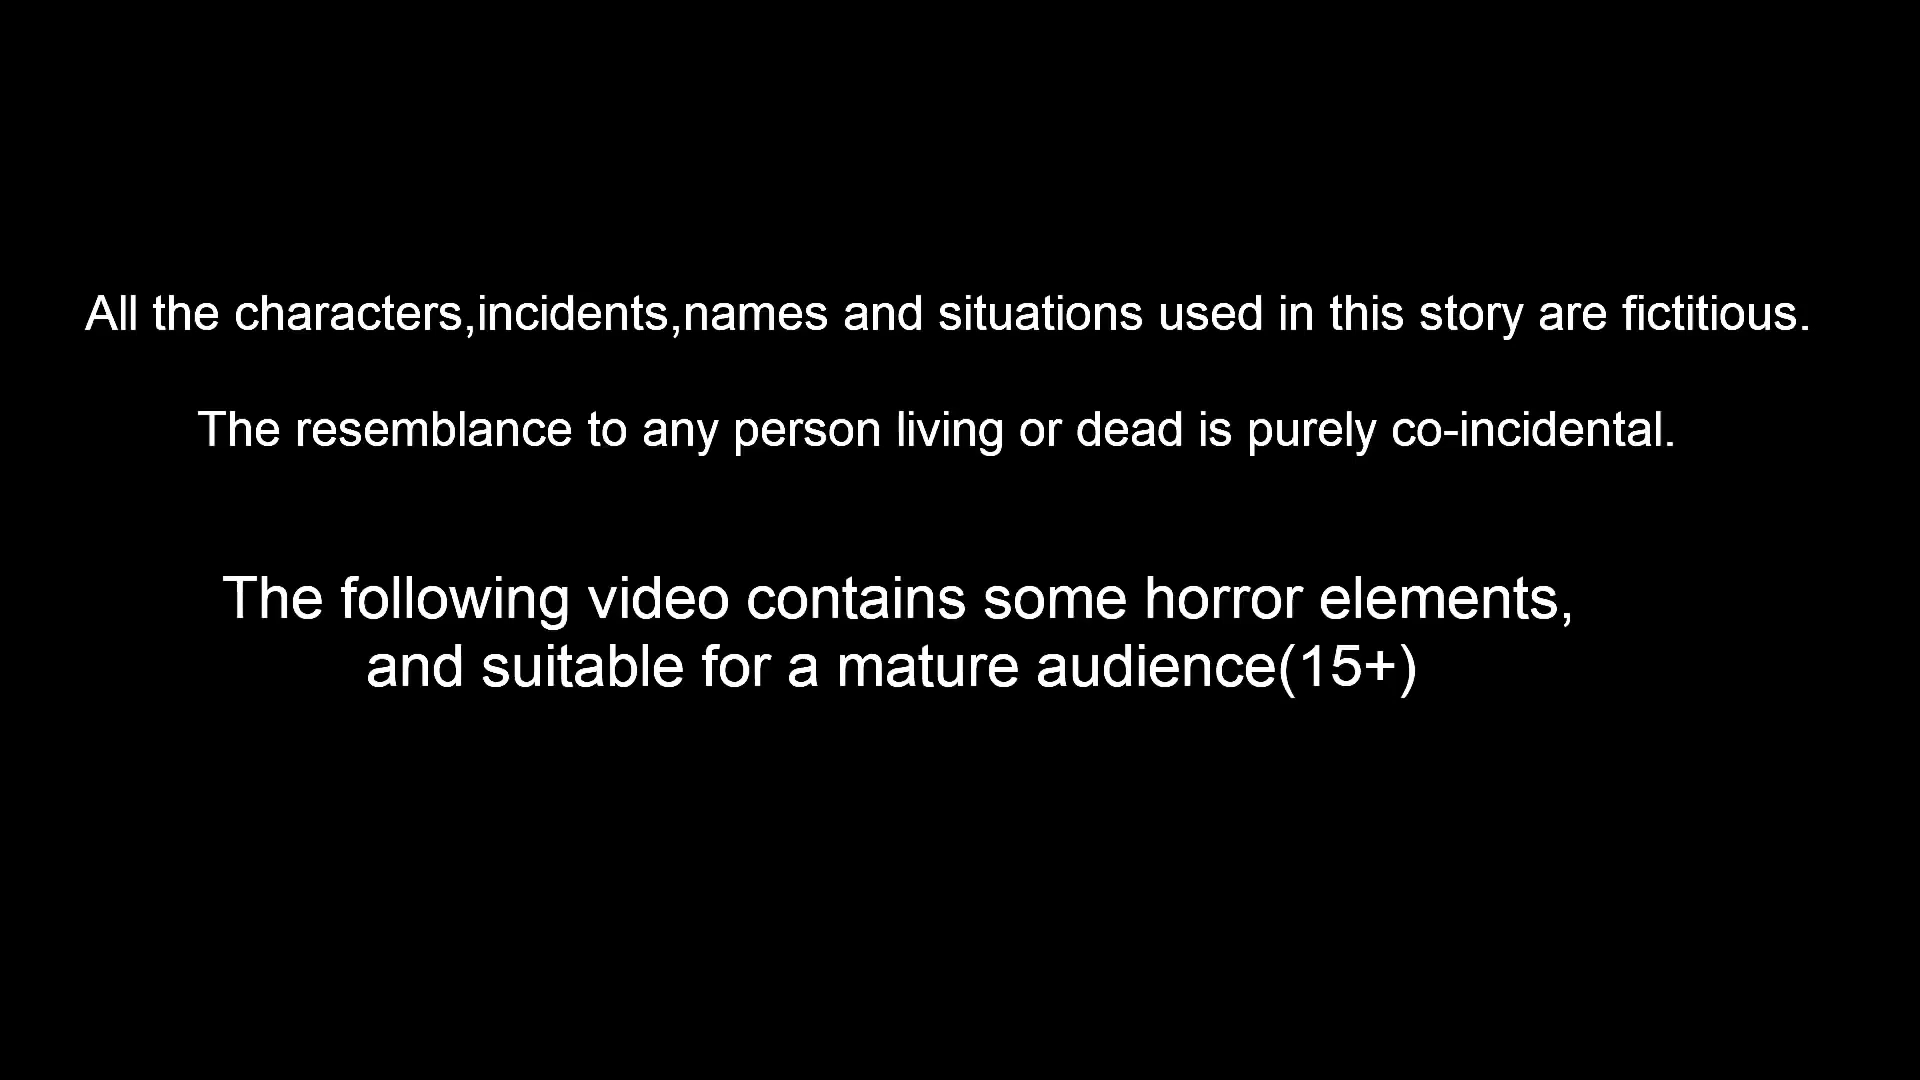 All the characters,incidents,names and situations used in this story are fictitious.
The resemblance to any person living or dead is purely co-incidental.
The following video contains some horror elements,
and suitable for a mature audience(15+)